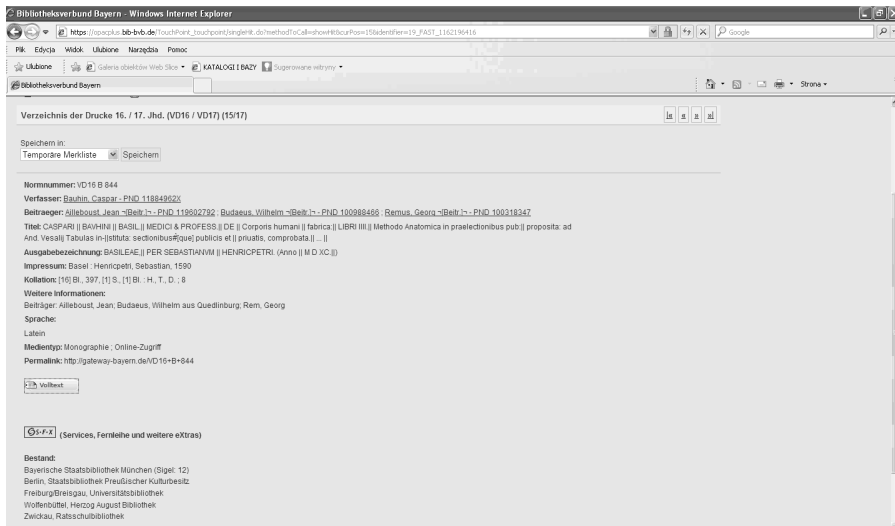 Bibliotheksverbund Bayern - Windows Internet Explorer
https://opacplus.bib-bvb.de/TouchPoint_touchpoint/singleHit.do?methodToCall=showHit&curPos=15&identifier=19_FAST_1162196416
Google
Plik Edycja Widok Ulubione Narzędzia Pomoc
Ulubione Galeria obiektów Web Slice KATALOGI I BAZY Sugerowane witryny
Bibliotheksverbund Bayern Strona
Verzeichnis der Drucke 16. / 17. Jhd. (VD16 / VD17) (15/17)
Speichern in:
Temporäre Merkliste Speichern
Normnummer: VD16 B 844
Verfasser: Bauhin, Caspar - PND 11884962X
Beitraeger: Ailleboust, Jean ¬[Beitr.]¬ - PND 119602792 ; Budaeus, Wilhelm ¬[Beitr.]¬ - PND 100988466 ; Remus, Georg ¬[Beitr.]¬ - PND 100318347
Titel: CASPARI || BAVHINI || BASIL.|| MEDICI & PROFESS.|| DE || Corporis humani || fabrica:|| LIBRI IIII.|| Methodo Anatomica in praelectionibus pub:|| proposita: ad
And. Vesalij Tabulas in-||stituta: sectionibus#[que] publicis et || priuatis, comprobata.|| ... ||
Ausgabebezeichnung: BASILEAE,|| PER SEBASTIANVM || HENRICPETRI. (Anno || M D XC.||)
Impressum: Basel : Henricpetri, Sebastian, 1590
Kollation: [16] Bl., 397, [1] S., [1] Bl. : H., T., D. ; 8
Weitere Informationen:
Beiträger: Ailleboust, Jean; Budaeus, Wilhelm aus Quedlinburg; Rem, Georg
Sprache:
Latein
Medientyp: Monographie ; Online-Zugriff
Permalink: http://gateway-bayern.de/VD16+B+844
Volltext
S·F·X (Services, Fernleihe und weitere eXtras)
Bestand:
Bayerische Staatsbibliothek München (Sigel: 12)
Berlin, Staatsbibliothek Preußischer Kulturbesitz
Freiburg/Breisgau, Universitätsbibliothek
Wolfenbüttel, Herzog August Bibliothek
Zwickau, Ratsschulbibliothek